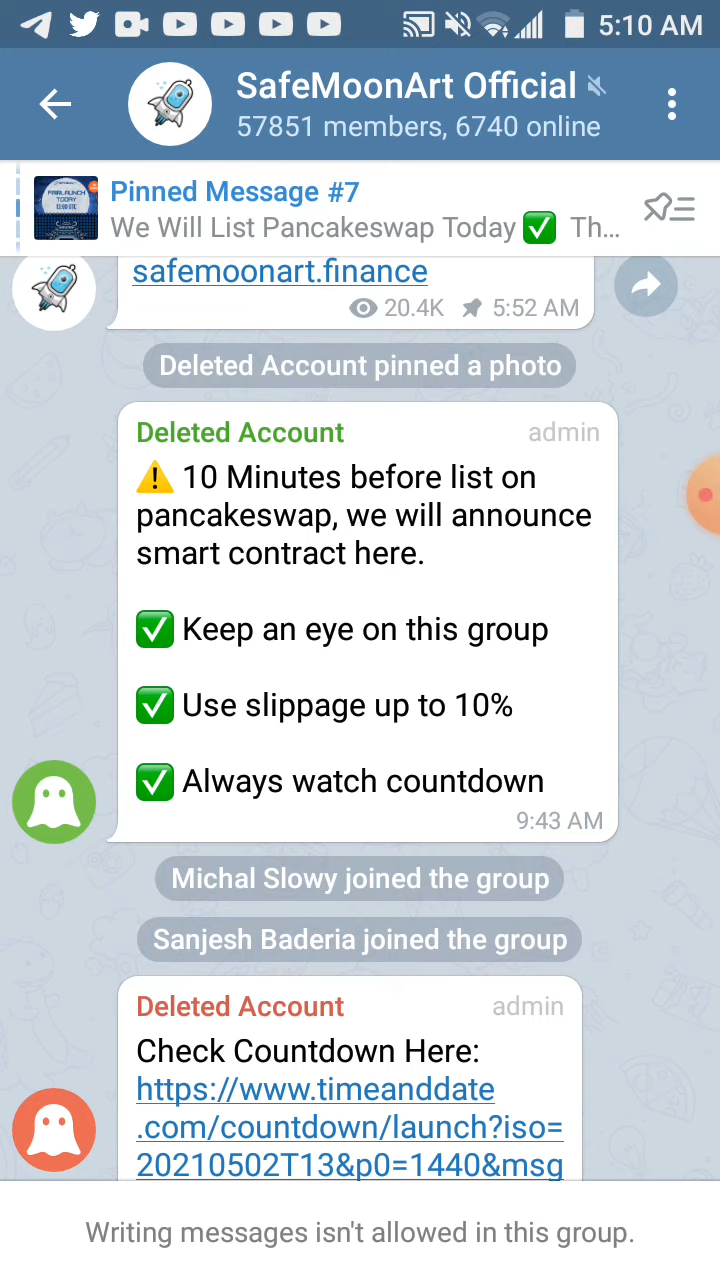 5:10 AM
SafeMoonArt Official
57851 members, 6740 online
Pinned Message #7
We Will List Pancakeswap Today ✅ Th...
FAIRLAUNCH
TODAY
safemoonart.finance
20.4K 5:52 AM
Deleted Account pinned a photo
Deleted Account admin
⚠️ 10 Minutes before list on
pancakeswap, we will announce
smart contract here.
✅ Keep an eye on this group
✅ Use slippage up to 10%
✅ Always watch countdown
9:43 AM
Michal Slowy joined the group
Sanjesh Baderia joined the group
Deleted Account admin
Check Countdown Here:
https://www.timeanddate
.com/countdown/launch?iso=
20210502T13&p0=1440&msg
Writing messages isn't allowed in this group.